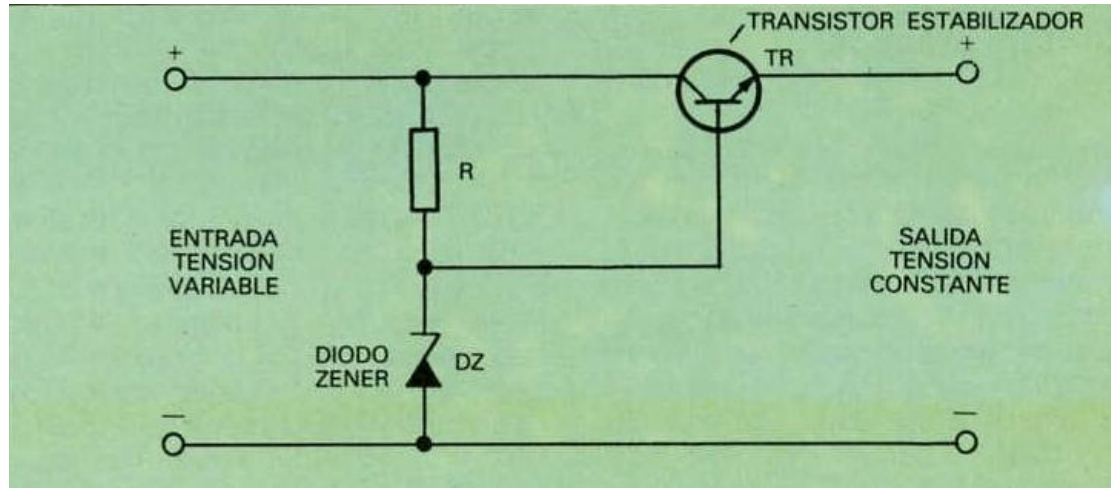 TRANSISTOR ESTABILIZADOR
TR
+
+
R
ENTRADA
TENSION
VARIABLE
SALIDA
TENSION
CONSTANTE
DIODO
ZENER
DZ
—
—